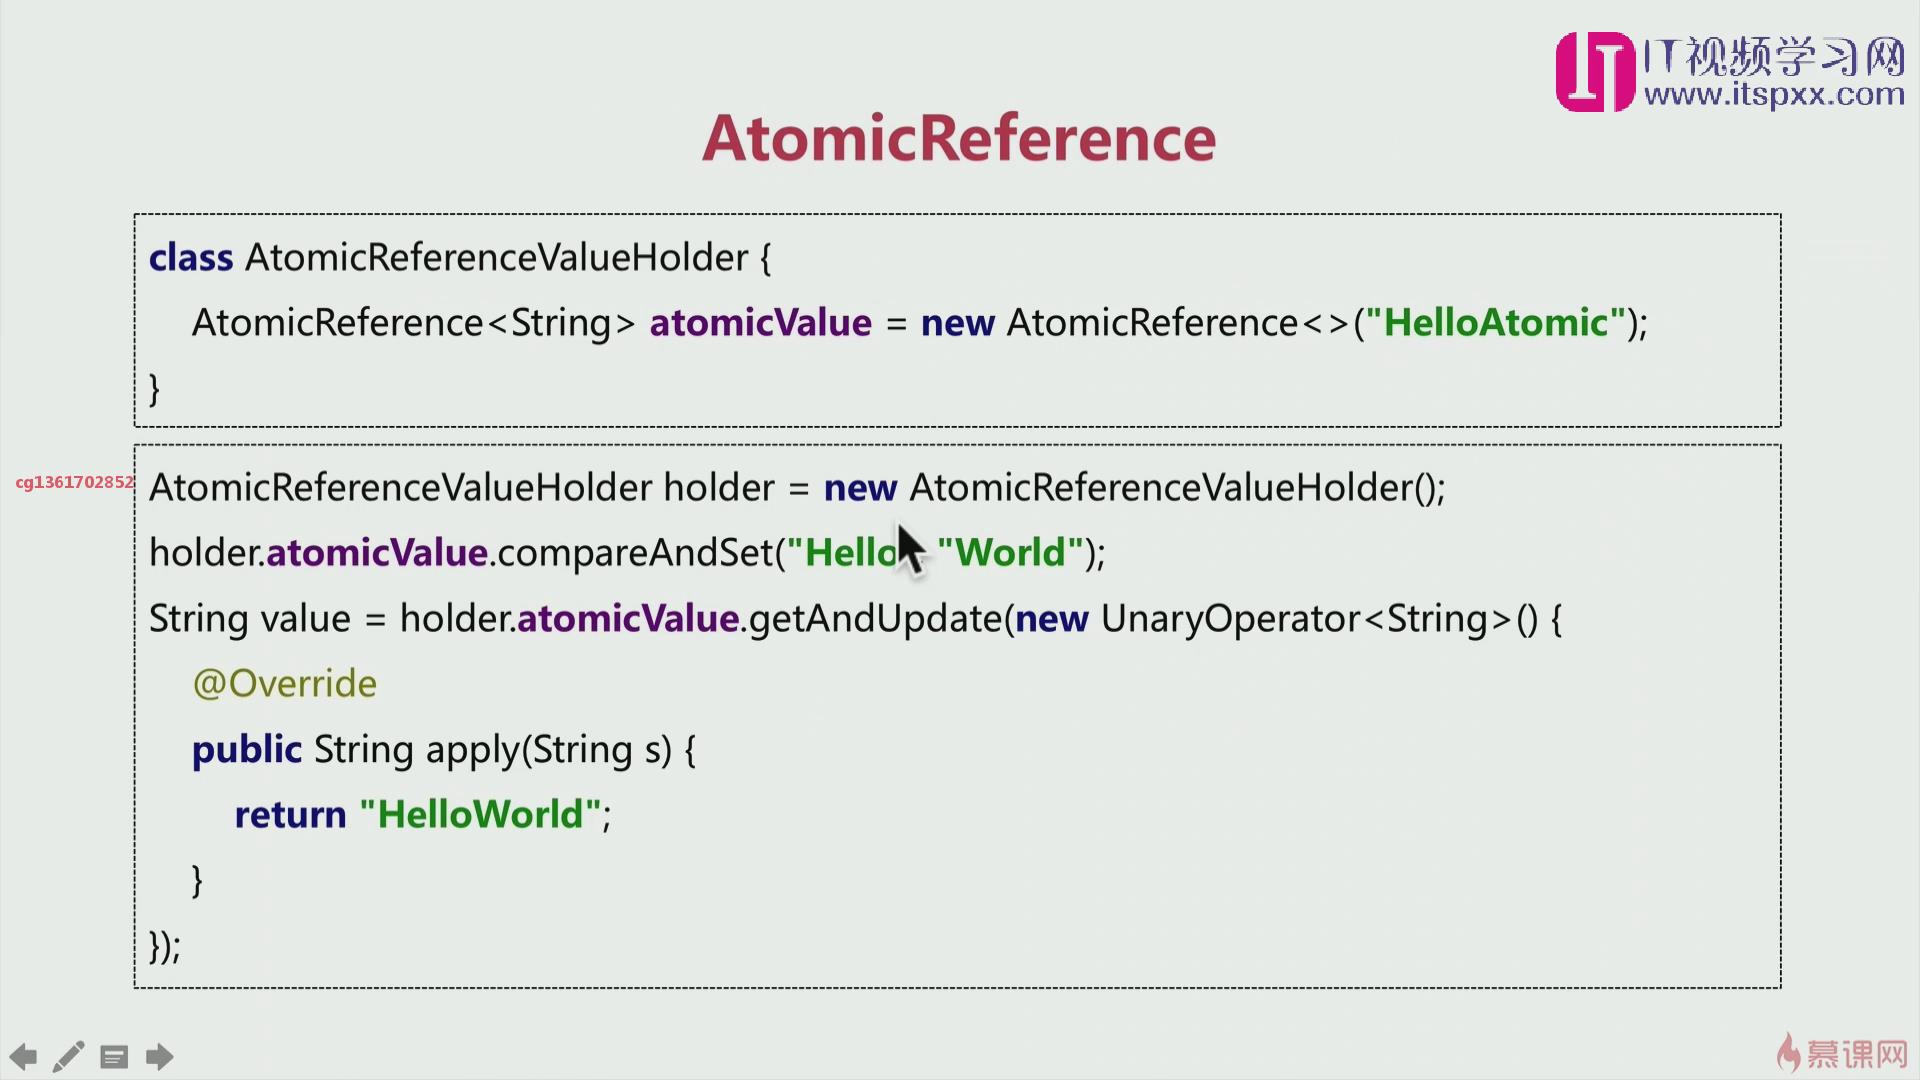 IT视频学习网
www.itspxx.com
AtomicReference
class AtomicReferenceValueHolder {
AtomicReference<String> atomicValue = new AtomicReference<>("HelloAtomic");
}
cg1361702852
AtomicReferenceValueHolder holder = new AtomicReferenceValueHolder();
holder.atomicValue.compareAndSet("Hello "World");
String value = holder.atomicValue.getAndUpdate(new UnaryOperator<String>() {
@Override
public String apply(String s) {
return "HelloWorld";
}
});
慕课网